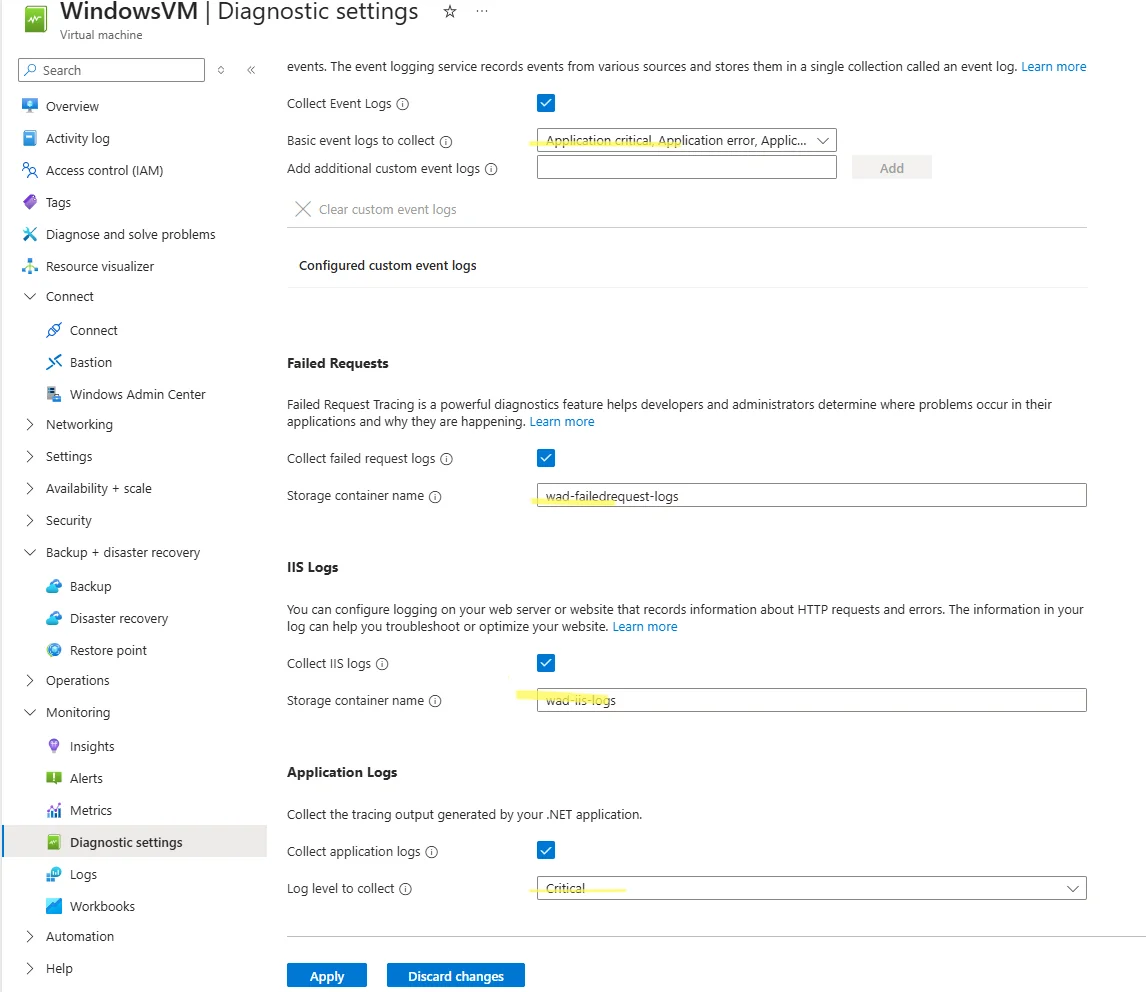 WindowsVM | Diagnostic settings
Virtual machine
Search
Overview
Activity log
Access control (IAM)
Tags
Diagnose and solve problems
Resource visualizer
Connect
Connect
Bastion
Windows Admin Center
Networking
Settings
Availability + scale
Security
Backup + disaster recovery
Backup
Disaster recovery
Restore point
Operations
Monitoring
Insights
Alerts
Metrics
Diagnostic settings
Logs
Workbooks
Automation
Help
events. The event logging service records events from various sources and stores them in a single collection called an event log. Learn more
Collect Event Logs
Basic event logs to collect Application critical, Application error, Applic...
Add additional custom event logs Add
Clear custom event logs
Configured custom event logs
Failed Requests
Failed Request Tracing is a powerful diagnostics feature helps developers and administrators determine where problems occur in their
applications and why they are happening. Learn more
Collect failed request logs
Storage container name wad-failedrequest-logs
IIS Logs
You can configure logging on your web server or website that records information about HTTP requests and errors. The information in your
log can help you troubleshoot or optimize your website. Learn more
Collect IIS logs
Storage container name wad-iis-logs
Application Logs
Collect the tracing output generated by your .NET application.
Collect application logs
Log level to collect Critical
Apply Discard changes